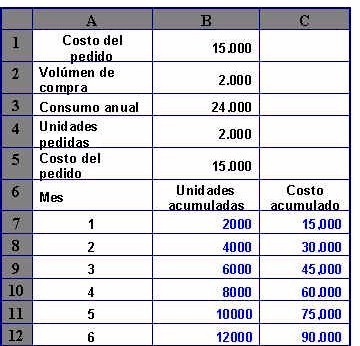 A B C
1 Costo del pedido 15.000
2 Volúmen de compra 2.000
3 Consumo anual 24.000
4 Unidades pedidas 2.000
5 Costo del pedido 15.000
6 Mes Unidades acumuladas Costo acumulado
7 1 2000 15.000
8 2 4000 30.000
9 3 6000 45.000
10 4 8000 60.000
11 5 10000 75.000
12 6 12000 90.000